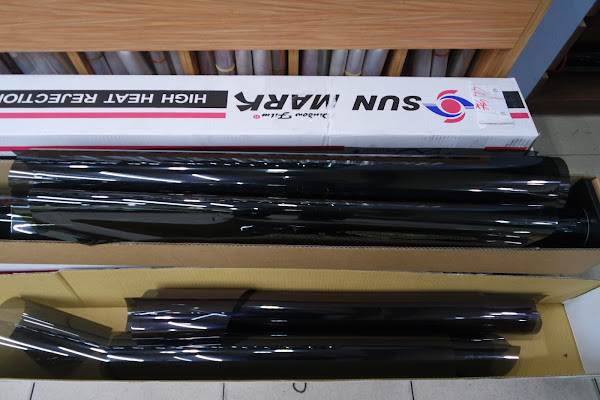 SUN MARK
Window Film®
HIGH HEAT REJECTION